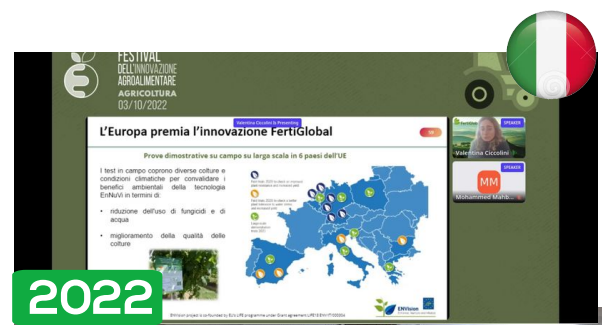 FESTIVAL
DELL'INNOVAZIONE
AGROALIMENTARE
AGRICOLTURA
03/10/2022
Valentina Ciccolini is Presenting
L'Europa premia l'innovazione FertiGlobal
Prove dimostrative su campo su larga scala in 6 paesi dell'UE
I test in campo coprono diverse colture e
condizioni climatiche per convalidare i
benefici ambientali della tecnologia
EnNuVi in termini di:
• riduzione dell'uso di fungicidi e di
acqua
• miglioramento della qualità delle
colture
SPEAKER
Valentina Ciccolini
SPEAKER
MM
Mohammed Mahb...
ENVision
2022